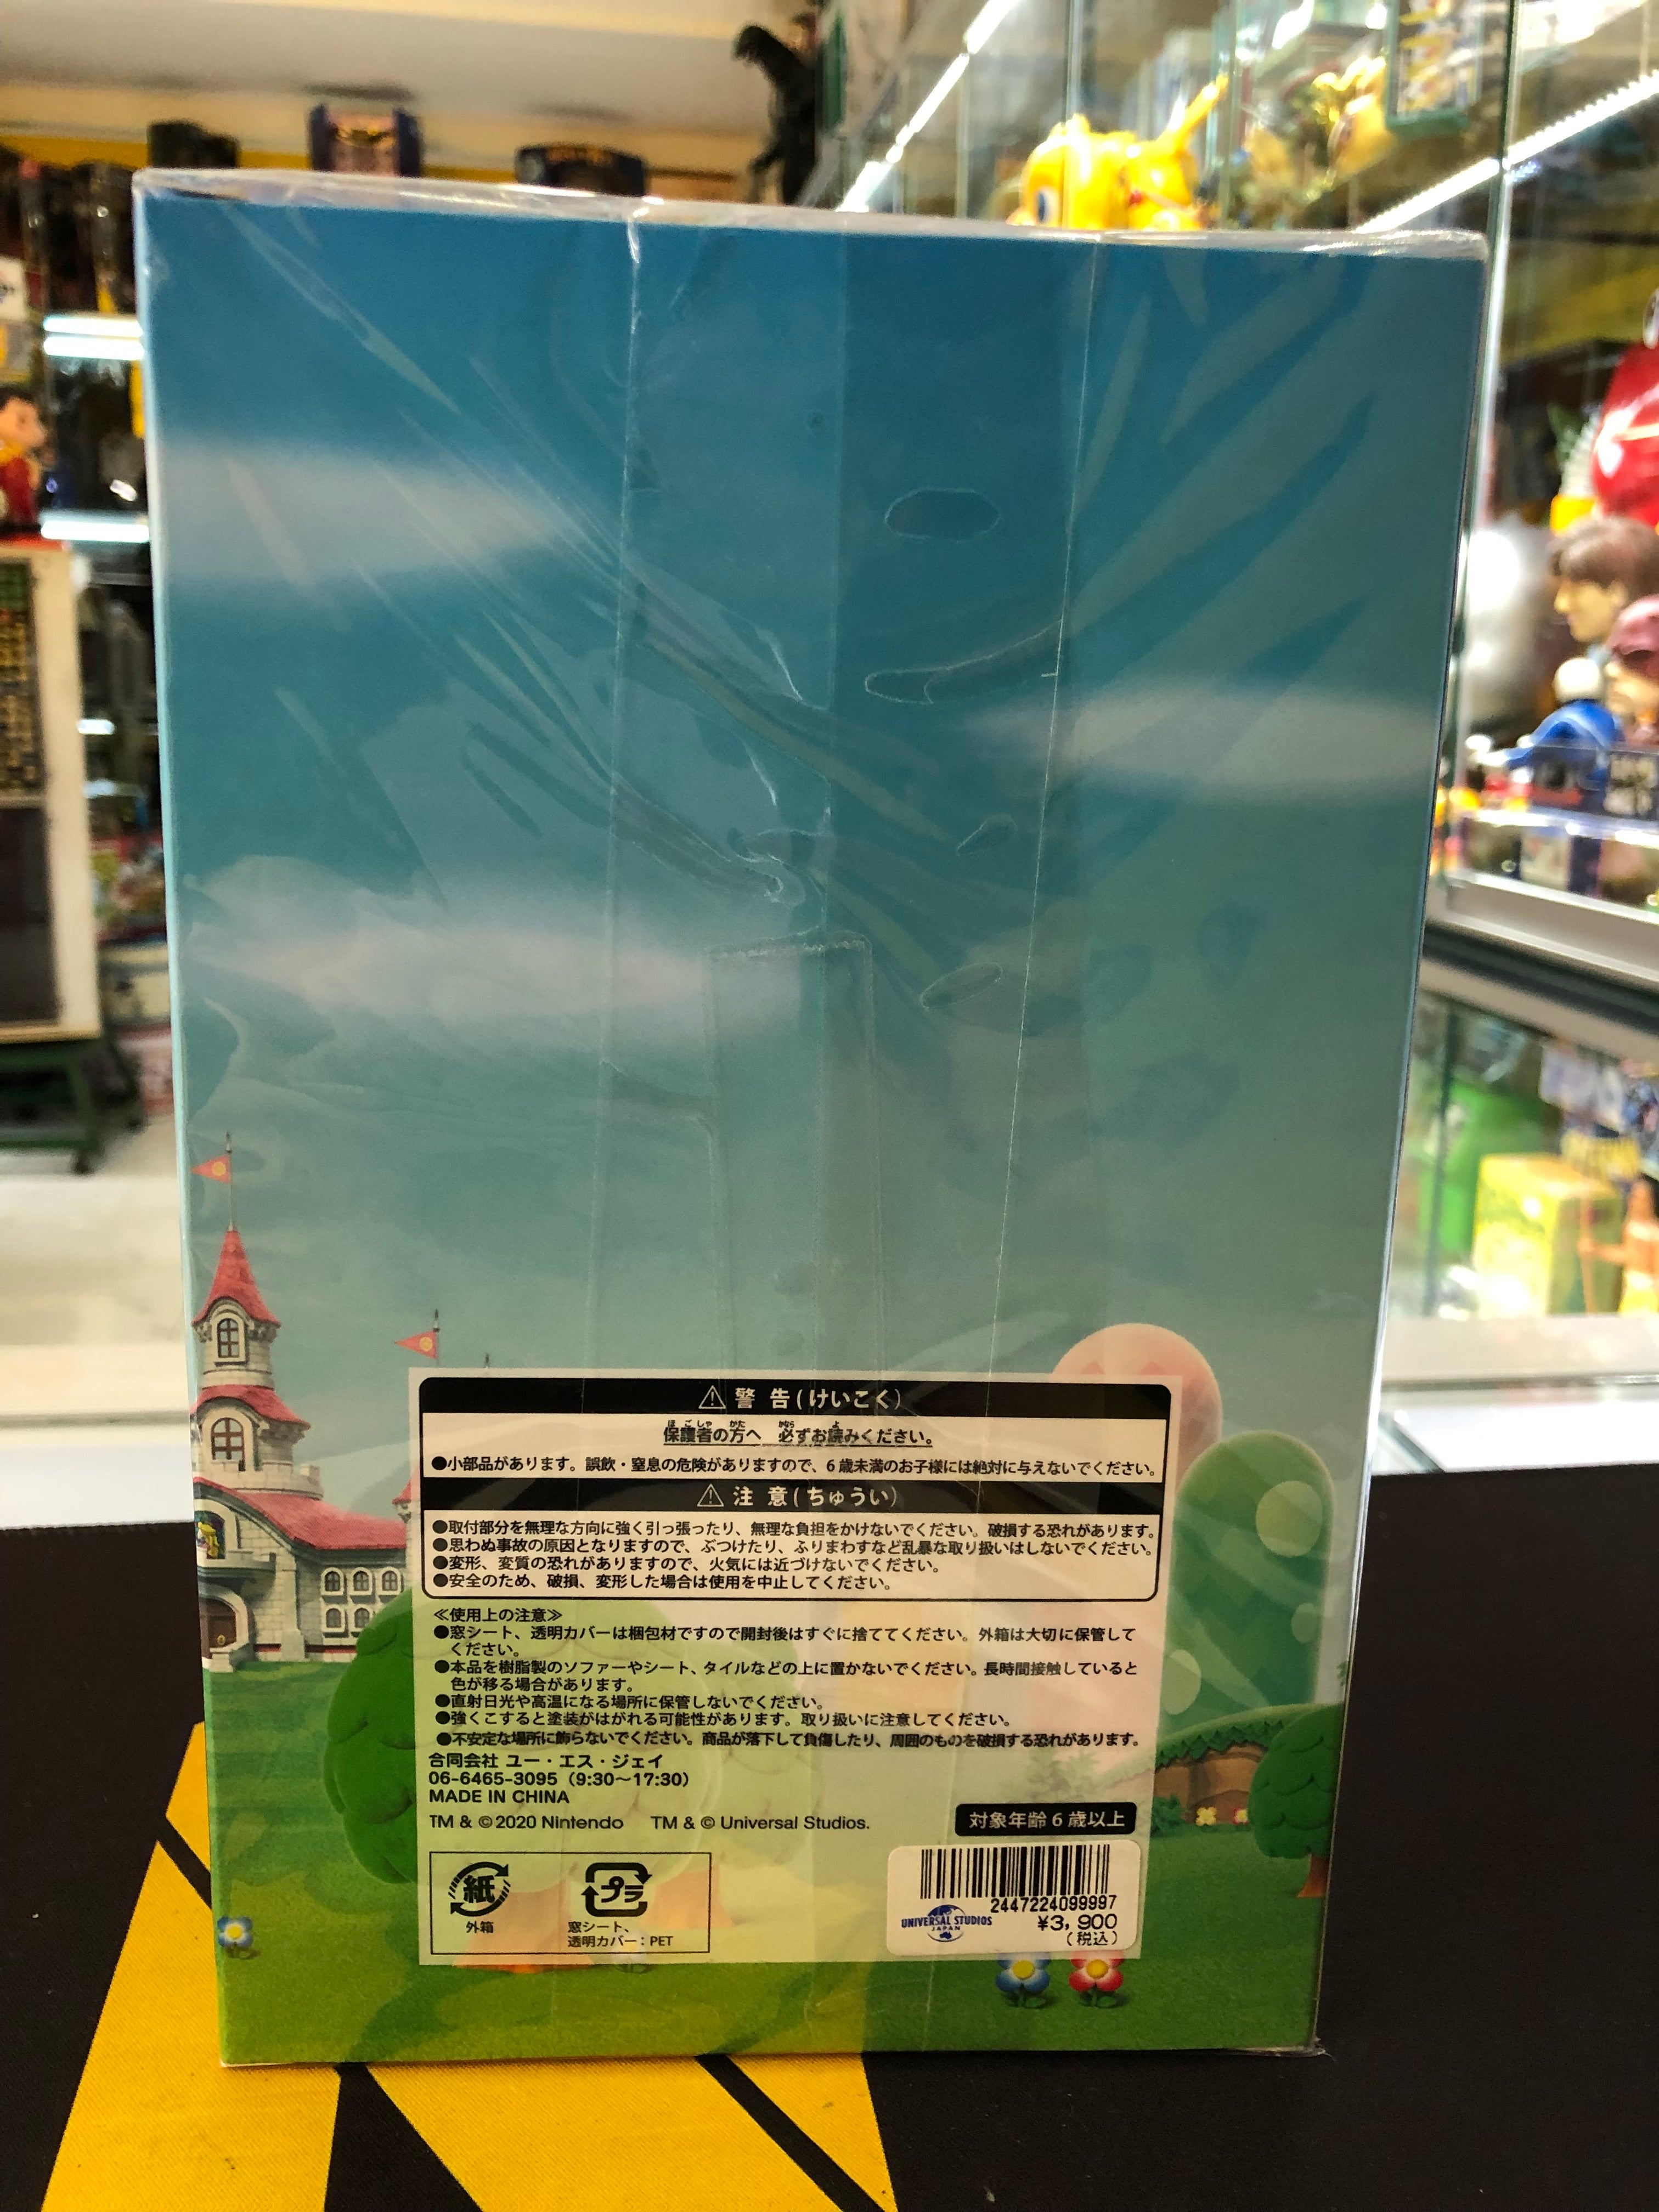 ⚠ 警 告(けいこく)
保護者の方へ 必ずお読みください。
●小部品があります。誤飲・窒息の危険がありますので、6歳未満のお子様には絶対に与えないでください。
⚠ 注 意(ちゅうい)
●取付部分を無理な方向に強く引っ張ったり、無理な負担をかけないでください。破損する恐れがあります。
●思わぬ事故の原因となりますので、ぶつけたり、ふりまわすなど乱暴な取り扱いはしないでください。
●変形、変質の恐れがありますので、火気には近づけないでください。
●安全のため、破損、変形した場合は使用を中止してください。
≪使用上の注意≫
●窓シート、透明カバーは梱包材ですので開封後はすぐに捨ててください。外箱は大切に保管して
ください。
●本品を樹脂製のソファーやシート、タイルなどの上に置かないでください。長時間接触していると
色が移る場合があります。
●直射日光や高温になる場所に保管しないでください。
●強くこすると塗装がはがれる可能性があります。取り扱いに注意してください。
●不安定な場所に飾らないでください。商品が落下して負傷したり、周囲のものを破損する恐れがあります。
合同会社 ユー・エス・ジェイ
06-6465-3095（9:30～17:30）
MADE IN CHINA
TM & ©2020 Nintendo TM & © Universal Studios.
対象年齢6歳以上
紙
外箱
プラ
窓シート、
透明カバー：PET
2447224099997
UNIVERSAL STUDIOS
JAPAN
¥3,900
(税込)